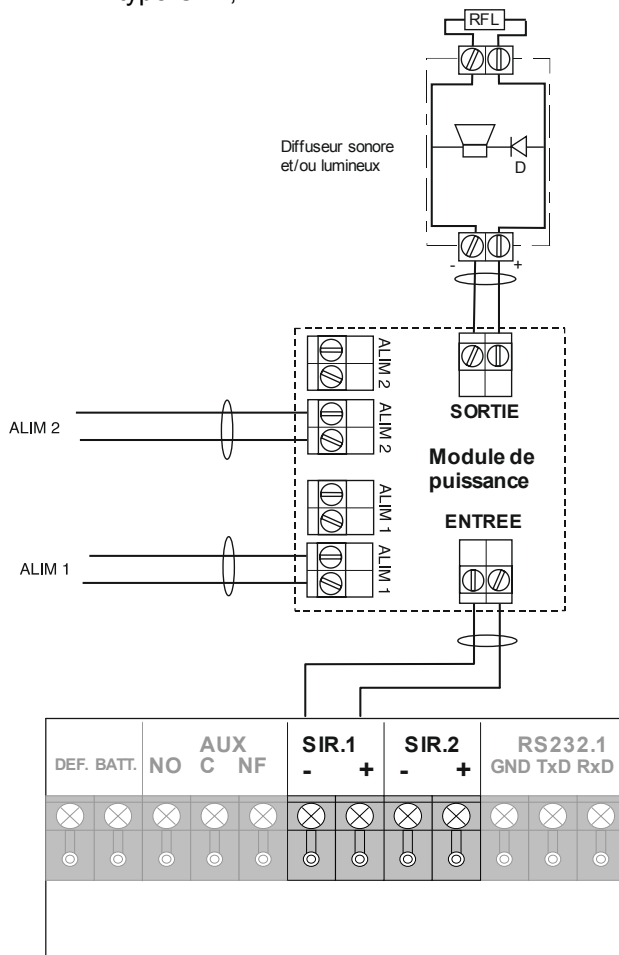 RFL
Diffuseur sonore
et/ou lumineux
D
- +
ALIM 2
SORTIE
ALIM 2
ALIM 2
Module de
puissance
ALIM 1
ENTREE
ALIM 1
ALIM 1
AUX SIR.1 SIR.2 RS232.1
DEF. BATT. NO C NF - + - + GND TxD RxD